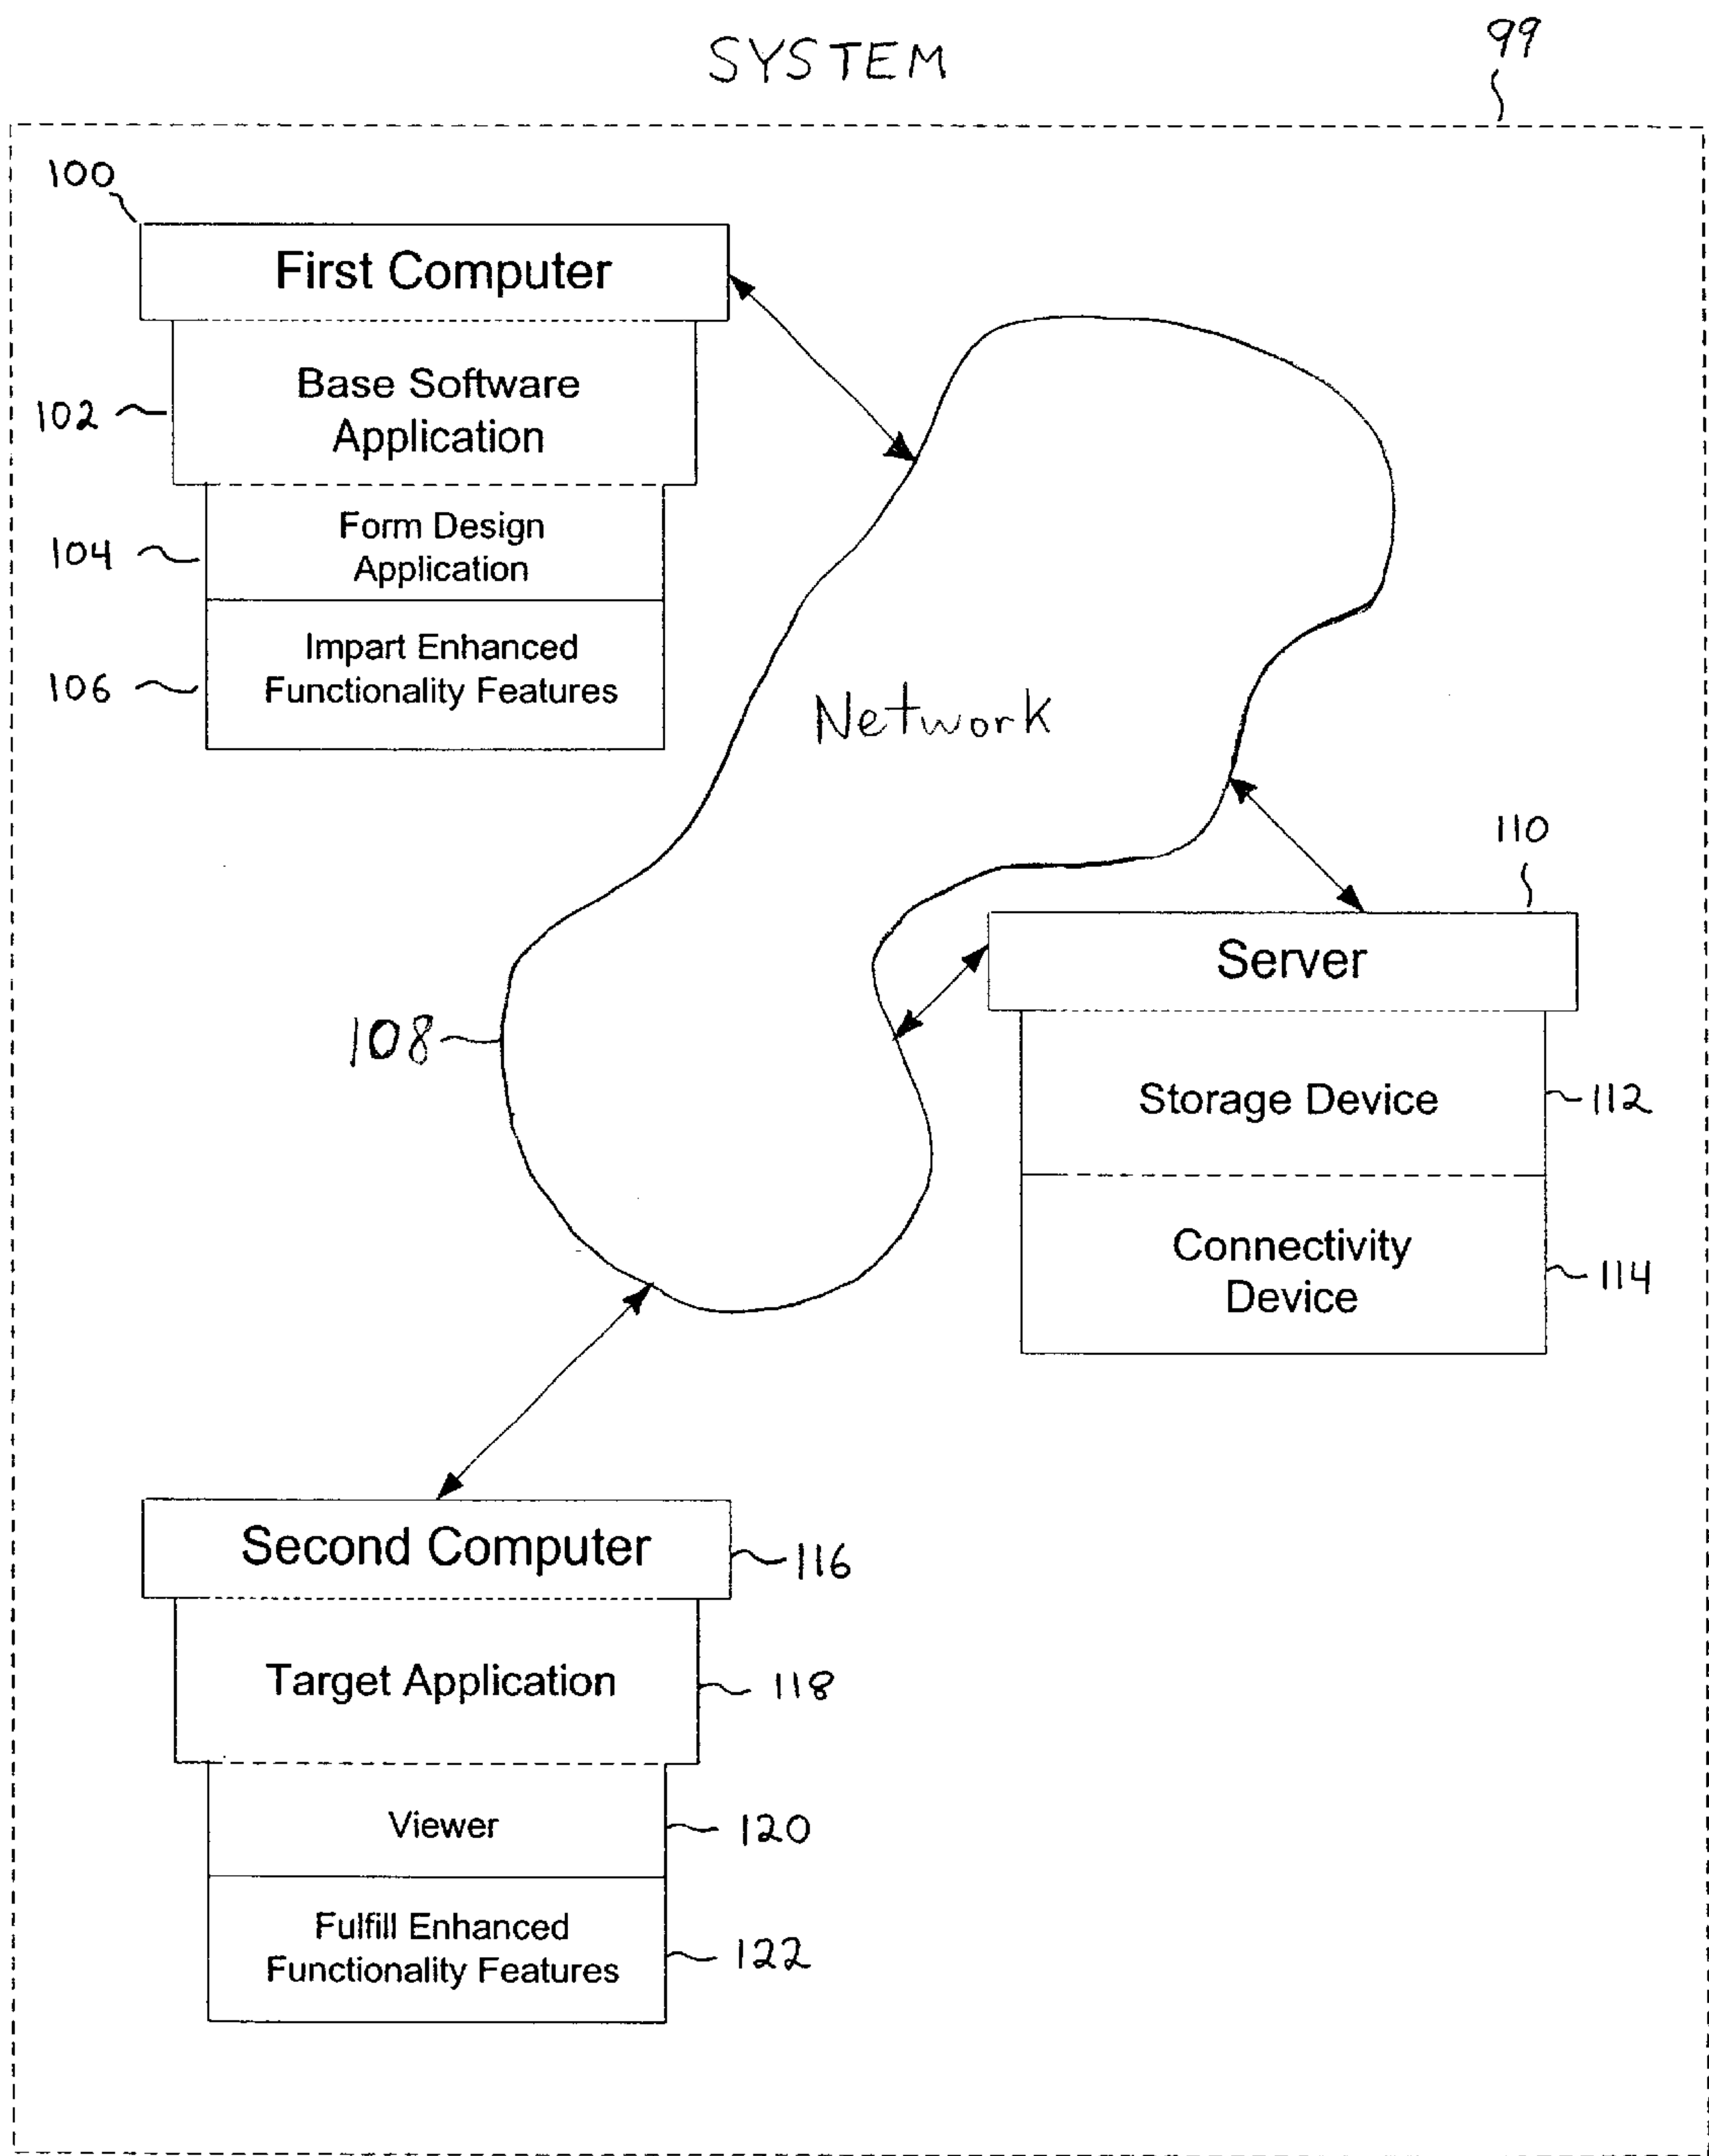 SYSTEM
99
100
First Computer
Base Software
Application
102
Form Design
Application
104
Impart Enhanced
Functionality Features
106
Network
108
110
Server
Storage Device
112
Connectivity
Device
114
Second Computer
116
Target Application
118
Viewer
120
Fulfill Enhanced
Functionality Features
122